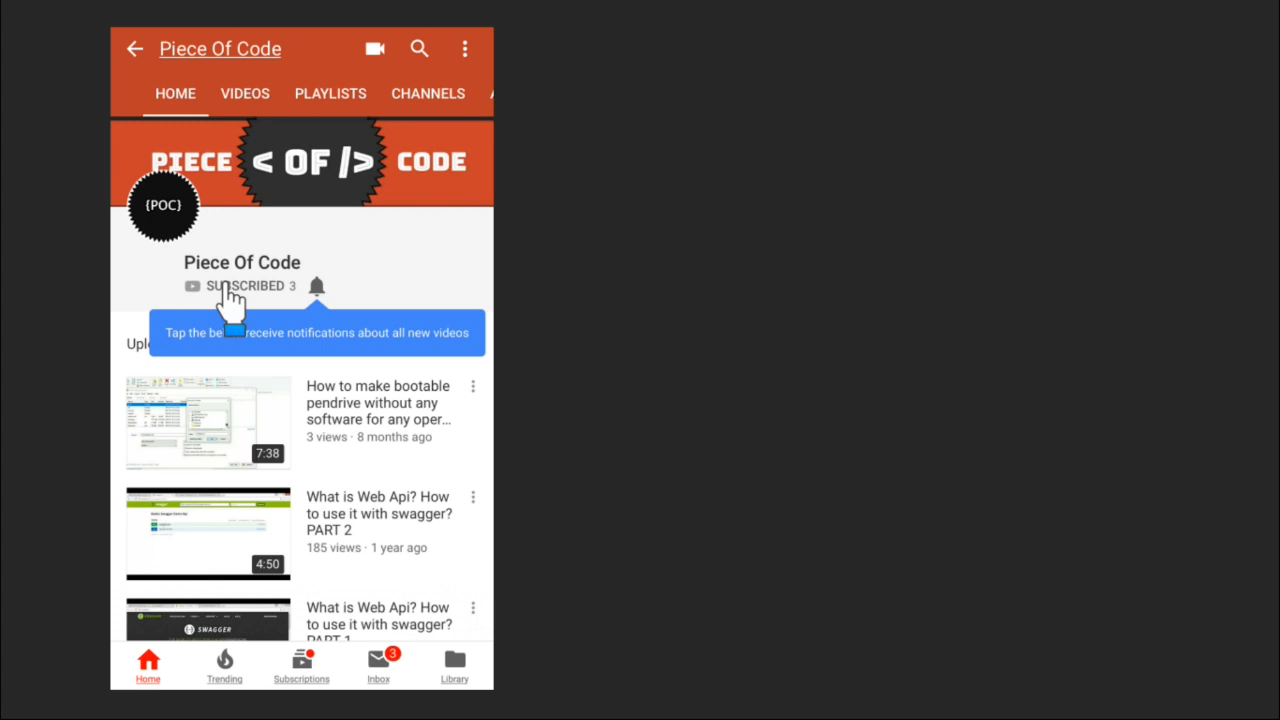 Piece Of Code
HOME VIDEOS PLAYLISTS CHANNELS
PIECE < OF /> CODE
{POC}
Piece Of Code
SUBSCRIBED 3
Tap the be receive notifications about all new videos
Uplo
How to make bootable
pendrive without any
software for any oper...
3 views · 8 months ago
7:38
What is Web Api? How
to use it with swagger?
PART 2
185 views · 1 year ago
4:50
What is Web Api? How
to use it with swagger?
PART 1
SWAGGER
3
Home Trending Subscriptions Inbox Library